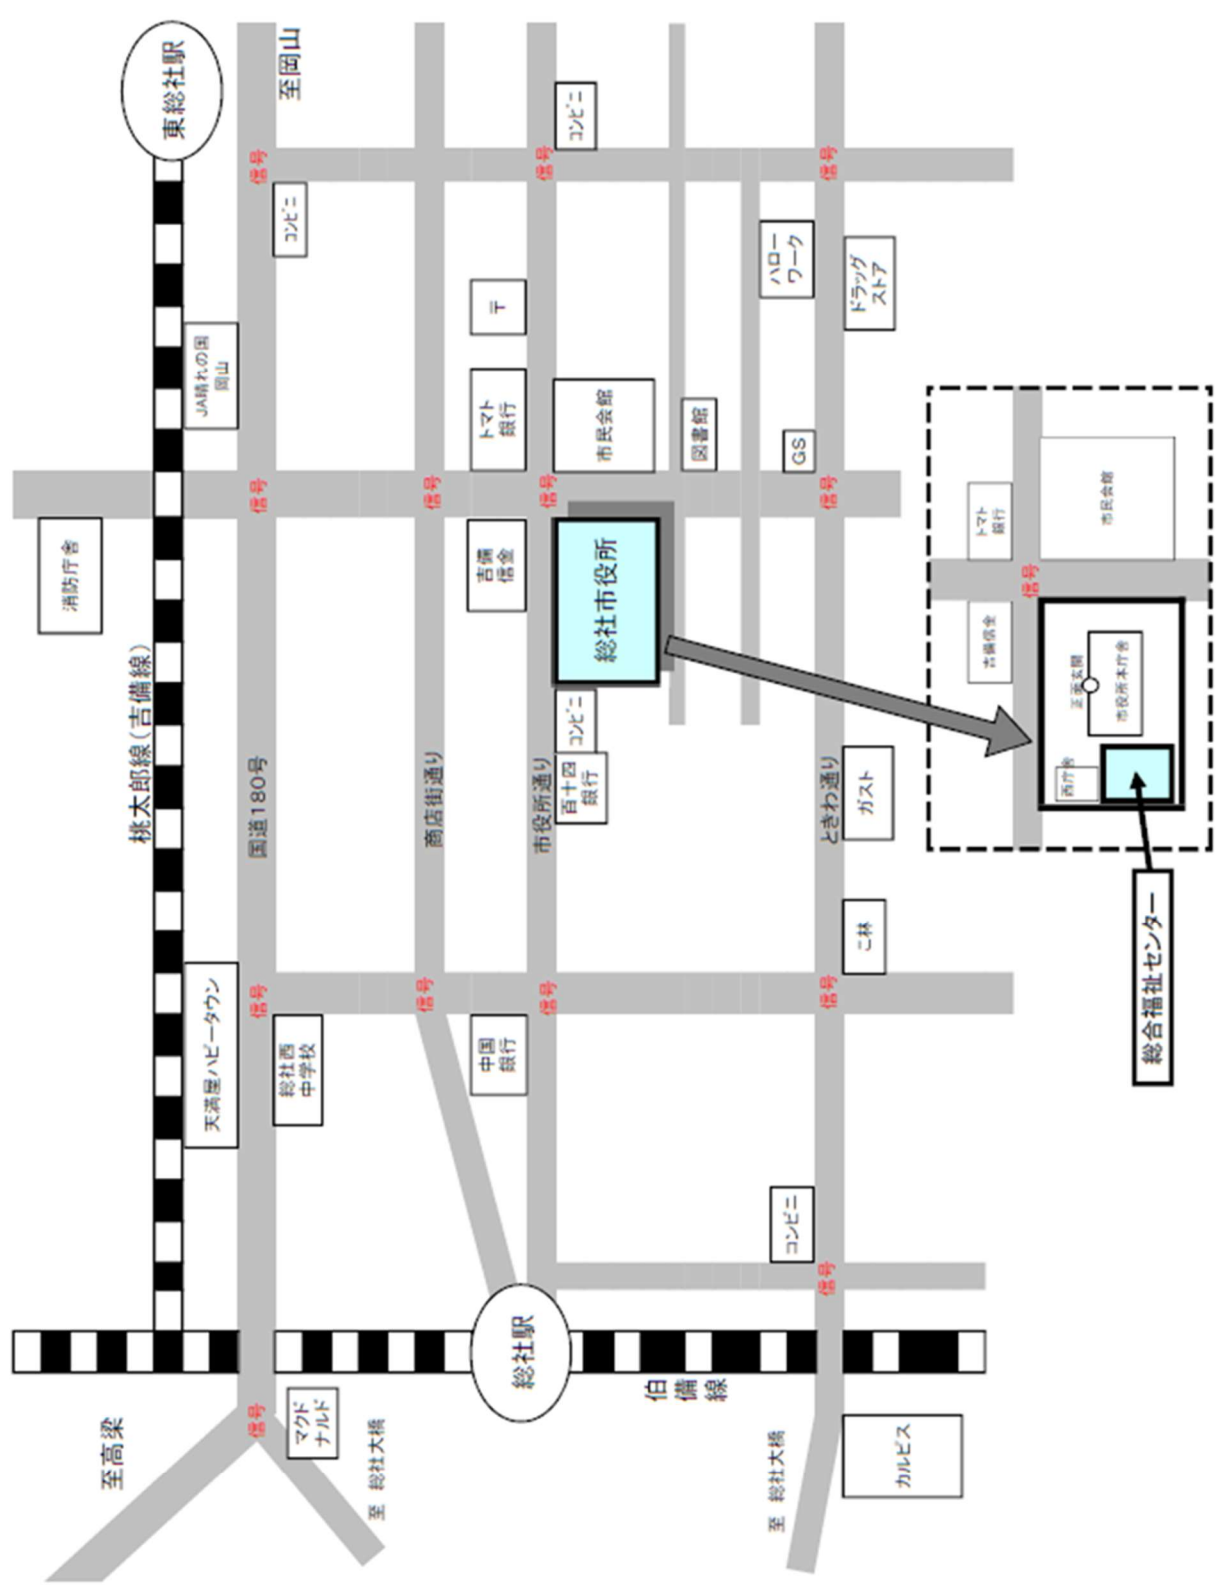 至高梁
消防庁舎
桃太郎線(吉備線)
東総社駅
天満屋ハピータウン
JA晴れの国
岡山
信号
信号
国道180号
信号
信号
至岡山
マクド
ナルド
総社西
中学校
コンビニ
至 総社大橋
信号
商店街通り
信号
中国
銀行
吉備
信金
トマト
銀行
〒
総社駅
信号
市役所通り
信号
信号
百十四
銀行
コンビニ
総社市役所
市民会館
コンビニ
伯
備
線
図書館
至 総社大橋
コンビニ
GS
ハロー
ワーク
信号
信号
ときわ通り
信号
信号
カルピス
こ林
ガスト
ドラッグ
ストア
吉備信金
トマト
銀行
信号
西庁舎
正面玄関
市役所本庁舎
市民会館
総合福祉センター